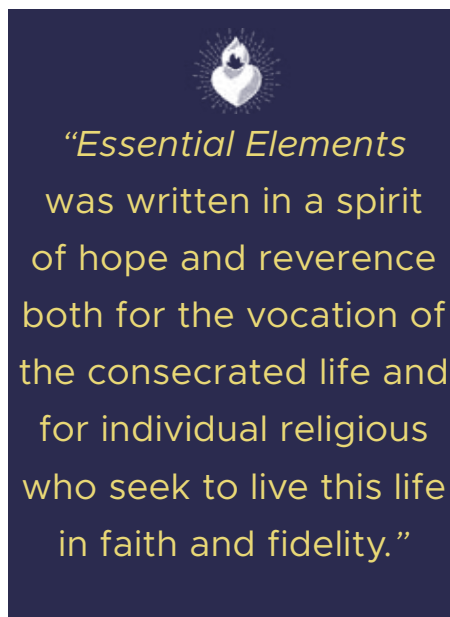 “Essential Elements
was written in a spirit
of hope and reverence
both for the vocation of
the consecrated life and
for individual religious
who seek to live this life
in faith and fidelity.”